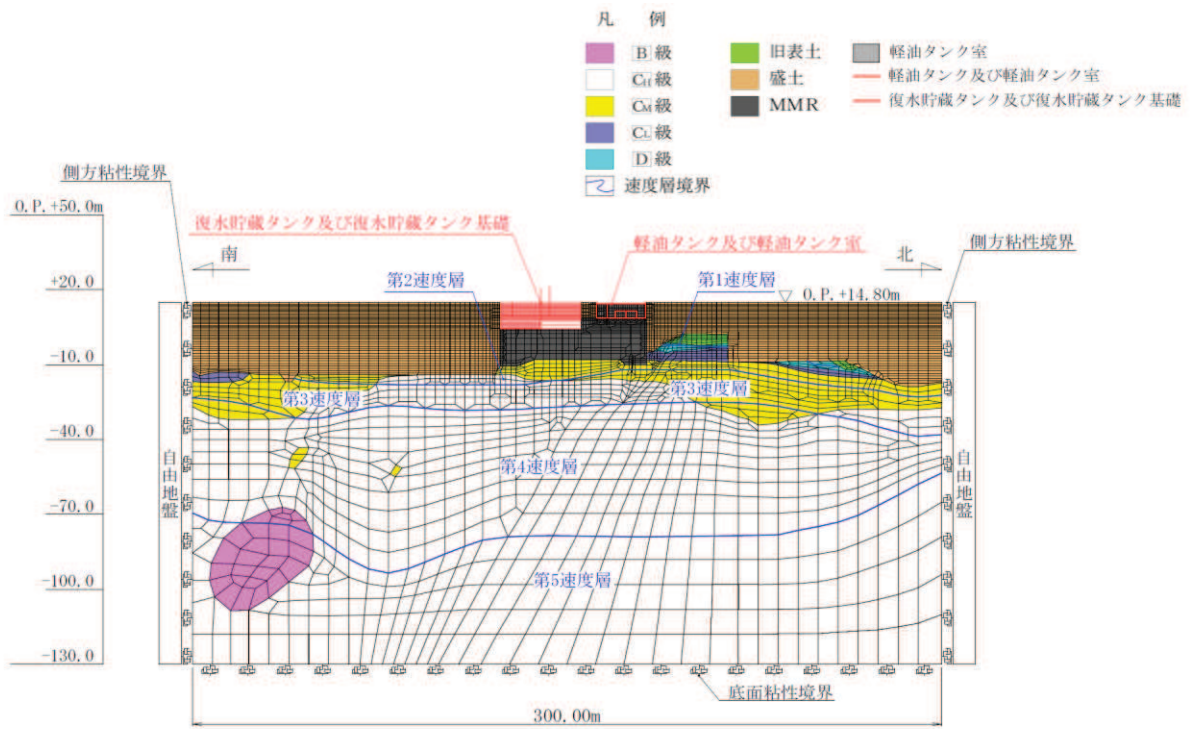 凡 例
B級
CH級
CM級
CL級
D級
速度層境界
旧表土
盛土
MMR
軽油タンク室
軽油タンク及び軽油タンク室
復水貯蔵タンク及び復水貯蔵タンク基礎
側方粘性境界
O.P.+50.0m
復水貯蔵タンク及び復水貯蔵タンク基礎
軽油タンク及び軽油タンク室
側方粘性境界
南
北
+20.0
第2速度層
第1速度層
O.P.+14.80m
-10.0
第3速度層
第3速度層
-40.0
第4速度層
自由地盤
自由地盤
-70.0
第5速度層
-100.0
-130.0
底面粘性境界
300.00m